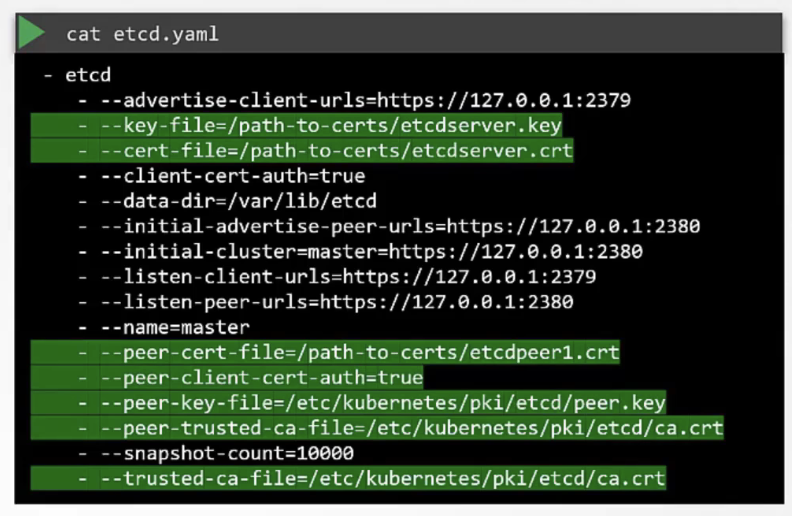 cat etcd.yaml
- etcd
- --advertise-client-urls=https://127.0.0.1:2379
- --key-file=/path-to-certs/etcdserver.key
- --cert-file=/path-to-certs/etcdserver.crt
- --client-cert-auth=true
- --data-dir=/var/lib/etcd
- --initial-advertise-peer-urls=https://127.0.0.1:2380
- --initial-cluster=master=https://127.0.0.1:2380
- --listen-client-urls=https://127.0.0.1:2379
- --listen-peer-urls=https://127.0.0.1:2380
- --name=master
- --peer-cert-file=/path-to-certs/etcdpeer1.crt
- --peer-client-cert-auth=true
- --peer-key-file=/etc/kubernetes/pki/etcd/peer.key
- --peer-trusted-ca-file=/etc/kubernetes/pki/etcd/ca.crt
- --snapshot-count=10000
- --trusted-ca-file=/etc/kubernetes/pki/etcd/ca.crt